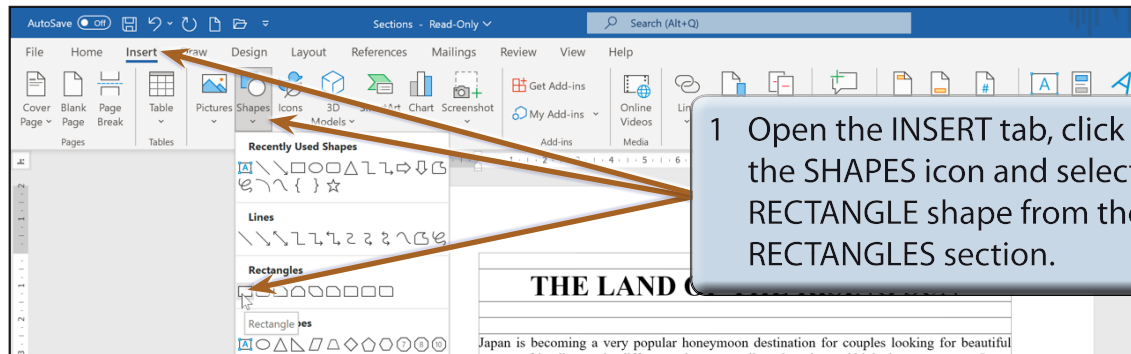 AutoSave Off Sections - Read-Only Search (Alt+Q)
File Home Insert Draw Design Layout References Mailings Review View Help
Cover Page Blank Page Page Break Table Pictures Shapes Icons 3D Models SmartArt Chart Screenshot Get Add-ins My Add-ins Online Videos
Pages Tables Add-ins Media
Recently Used Shapes
Lines
Rectangles
Rectangle
1 Open the INSERT tab, click
the SHAPES icon and select
RECTANGLE shape from the
RECTANGLES section.
THE LAND
Japan is becoming a very popular honeymoon destination for couples looking for beautiful